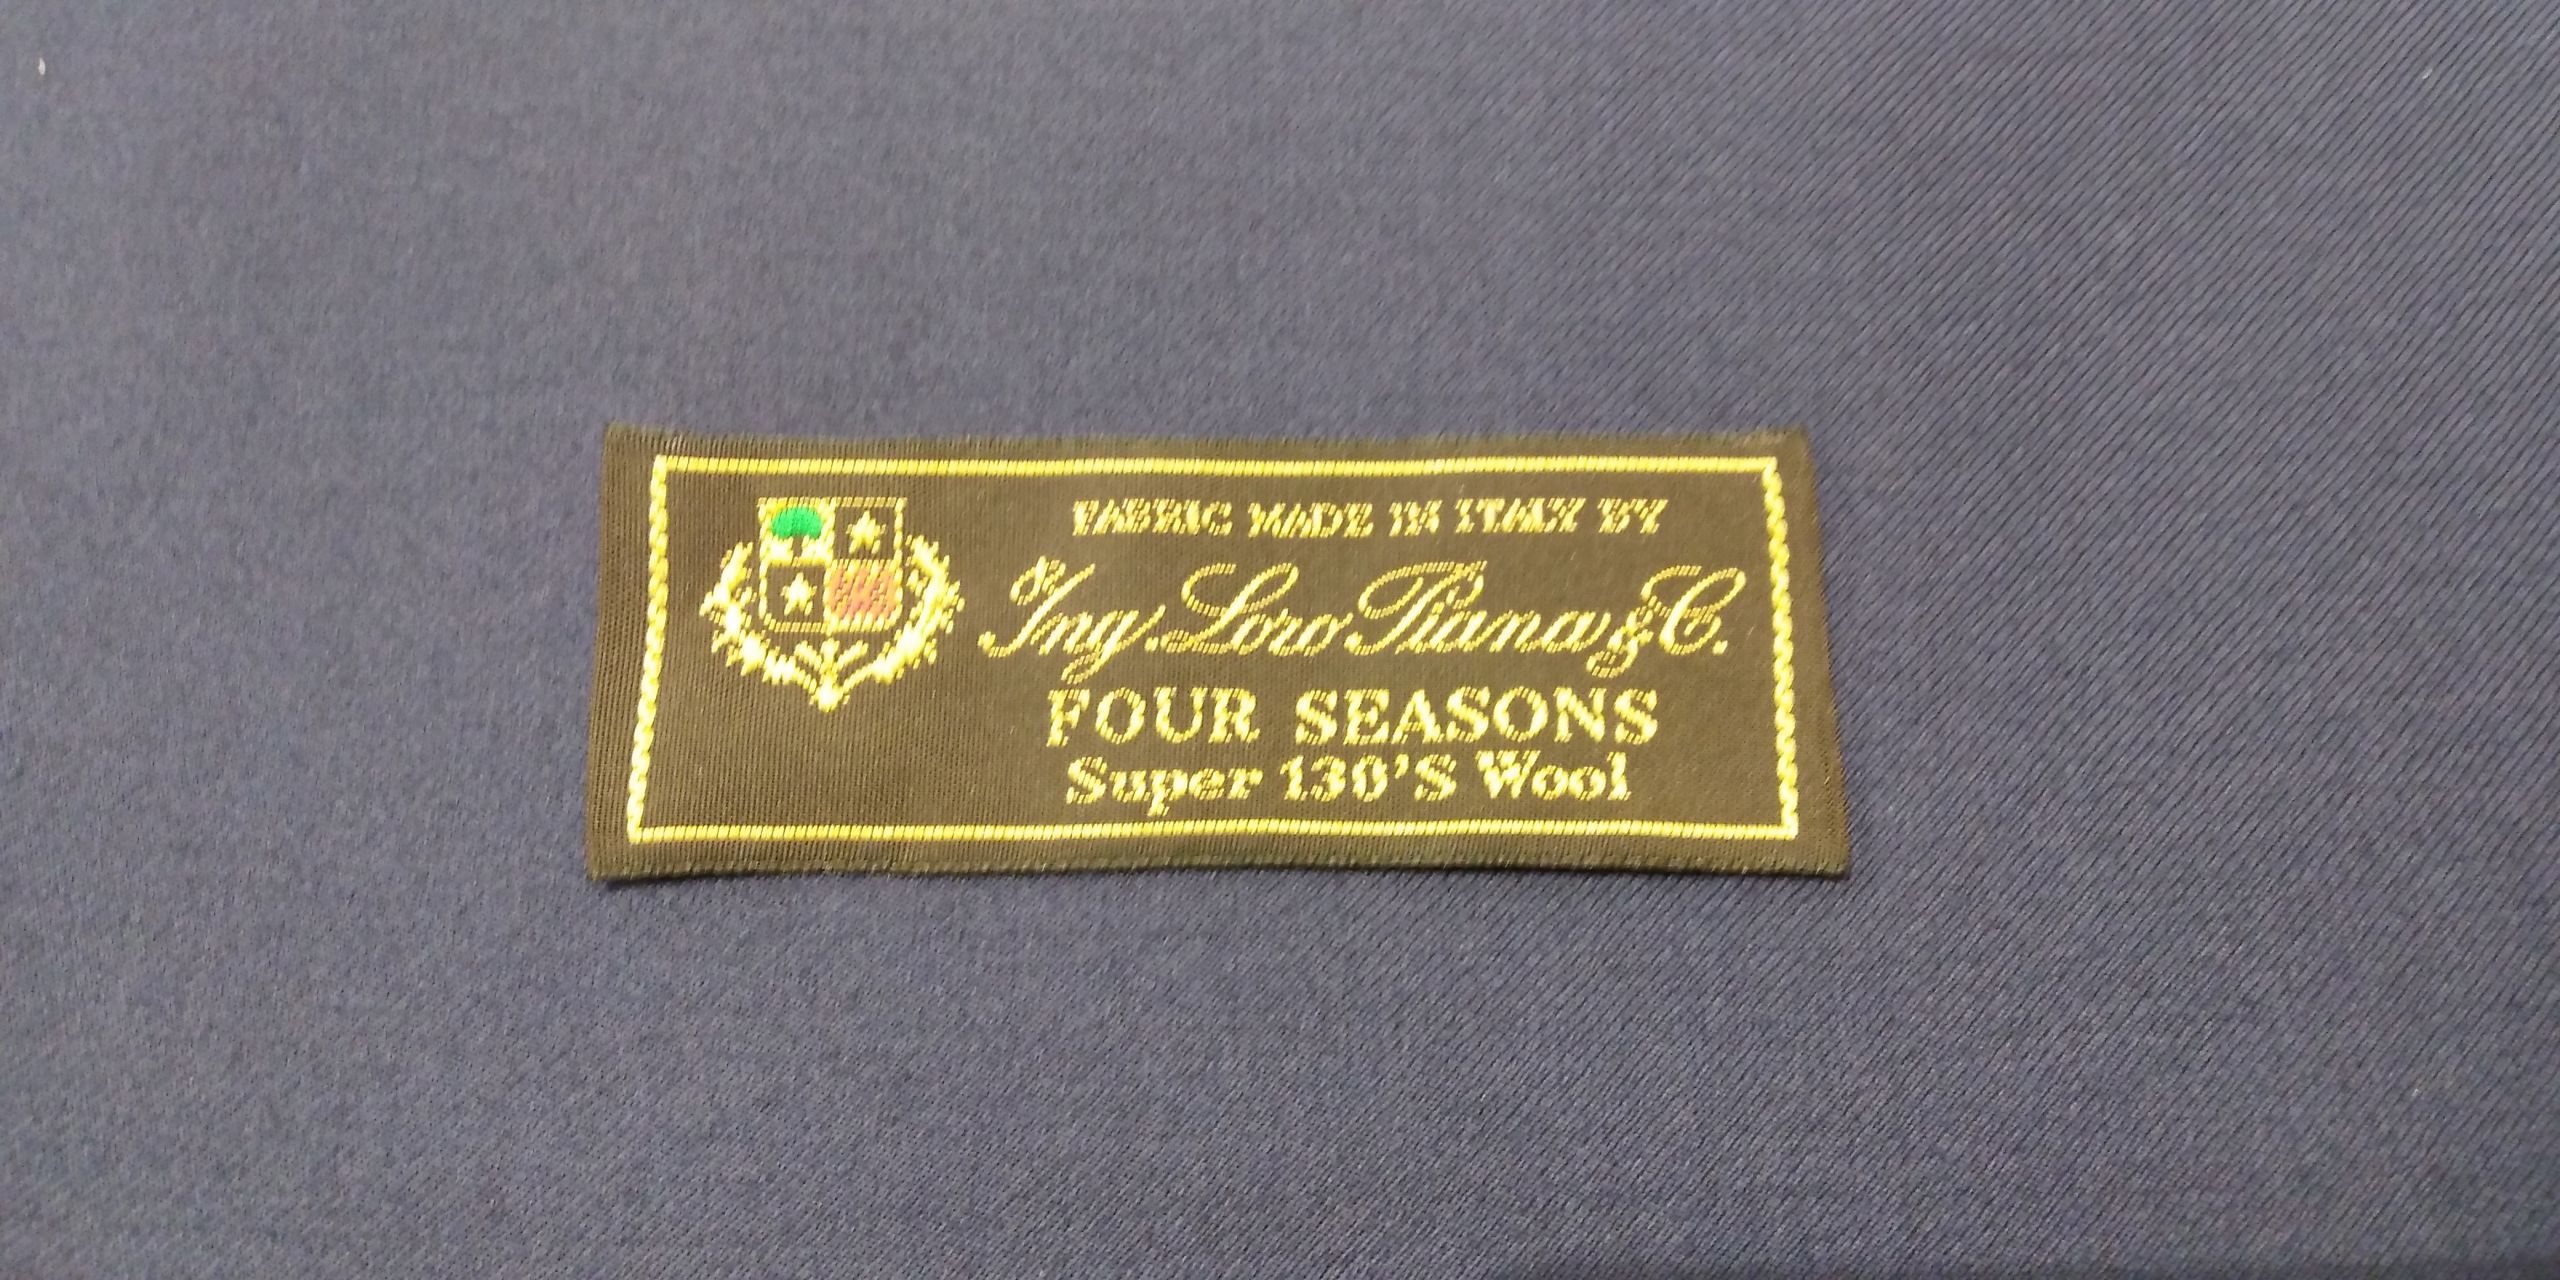 FABRIC MADE IN ITALY BY
Ing. Loro Piana & C.
FOUR SEASONS
Super 130'S Wool